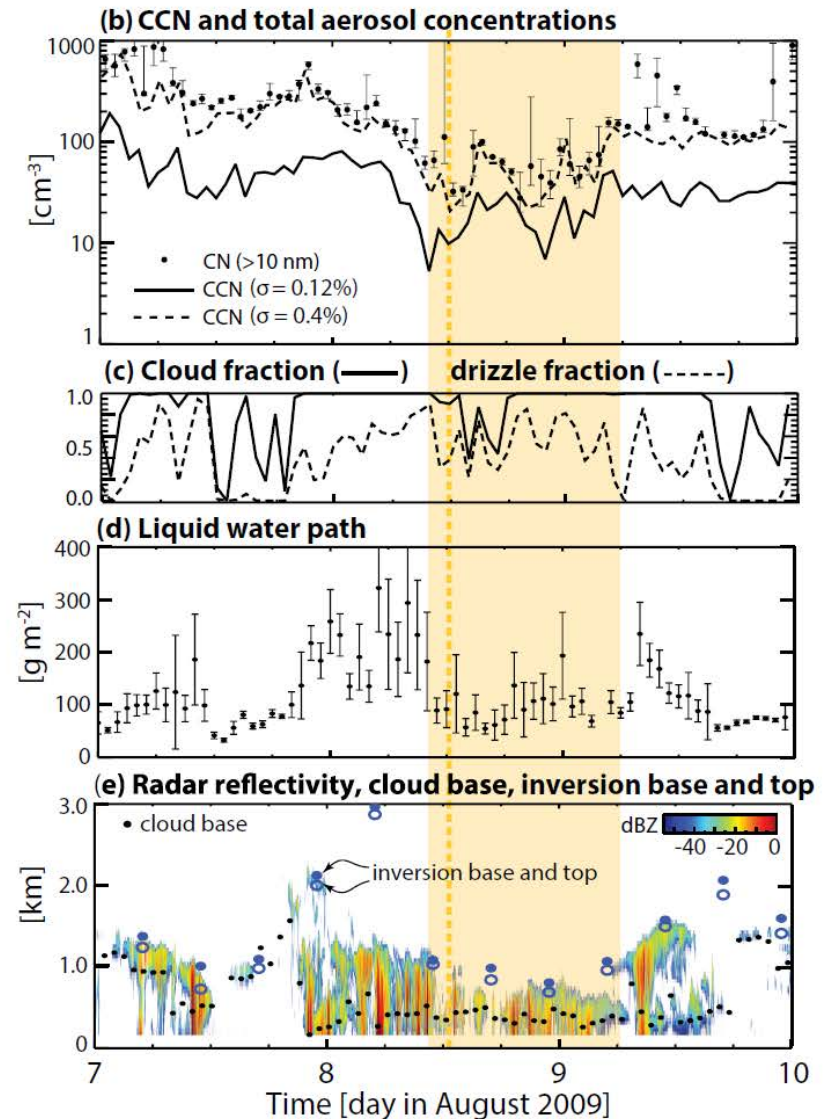 (b) CCN and total aerosol concentrations
1000
100
10
1
[cm-3]
CN (>10 nm)
CCN (σ = 0.12%)
CCN (σ = 0.4%)
(c) Cloud fraction (——) drizzle fraction (-----)
1.0
0.5
0.0
(d) Liquid water path
400
300
200
100
0
[g m-2]
(e) Radar reflectivity, cloud base, inversion base and top
3.0
2.0
1.0
0
[km]
cloud base
dBZ
-40 -20 0
inversion base and top
7 8 9 10
Time [day in August 2009]